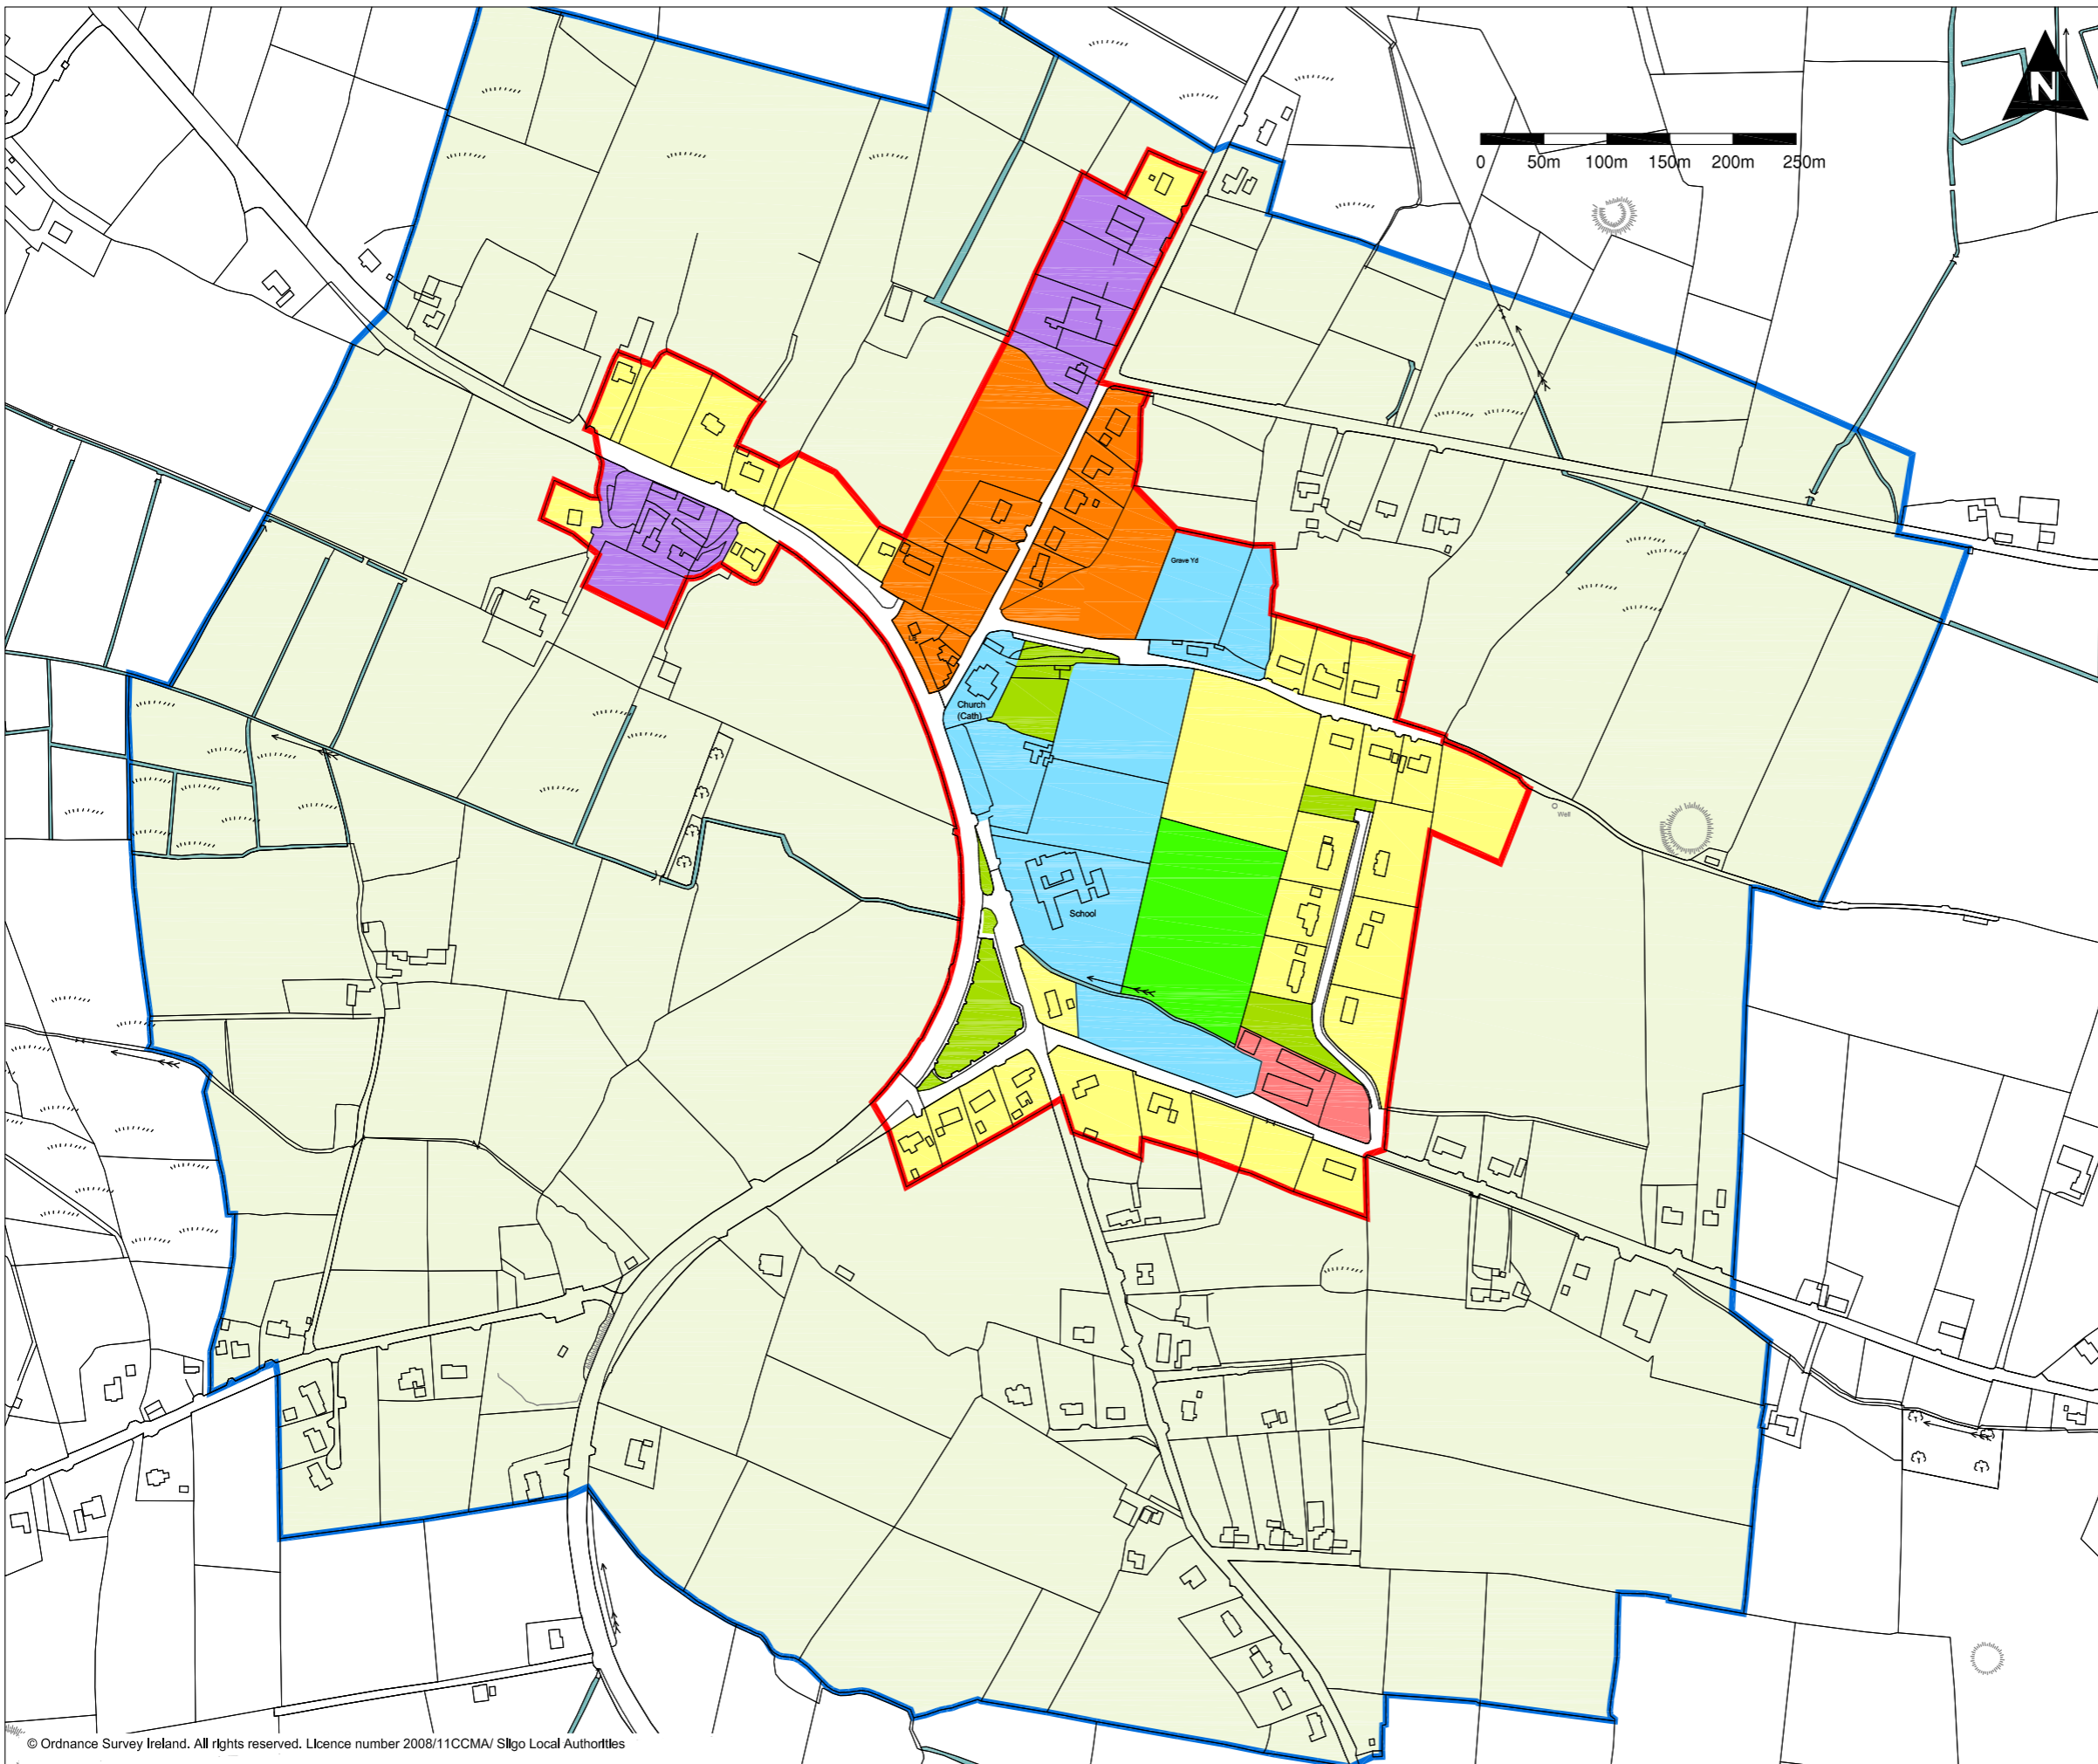 N
0 50m 100m 150m 200m 250m
Grave Yd
Church
(Cath)
Well
School
© Ordnance Survey Ireland. All rights reserved. Licence number 2008/11CCMA/ Sligo Local Authorities